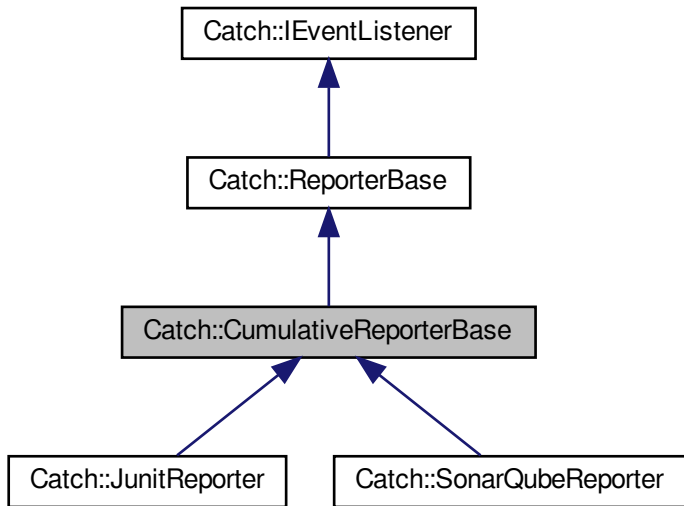 Catch::IEventListener
Catch::ReporterBase
Catch::CumulativeReporterBase
Catch::JunitReporter
Catch::SonarQubeReporter